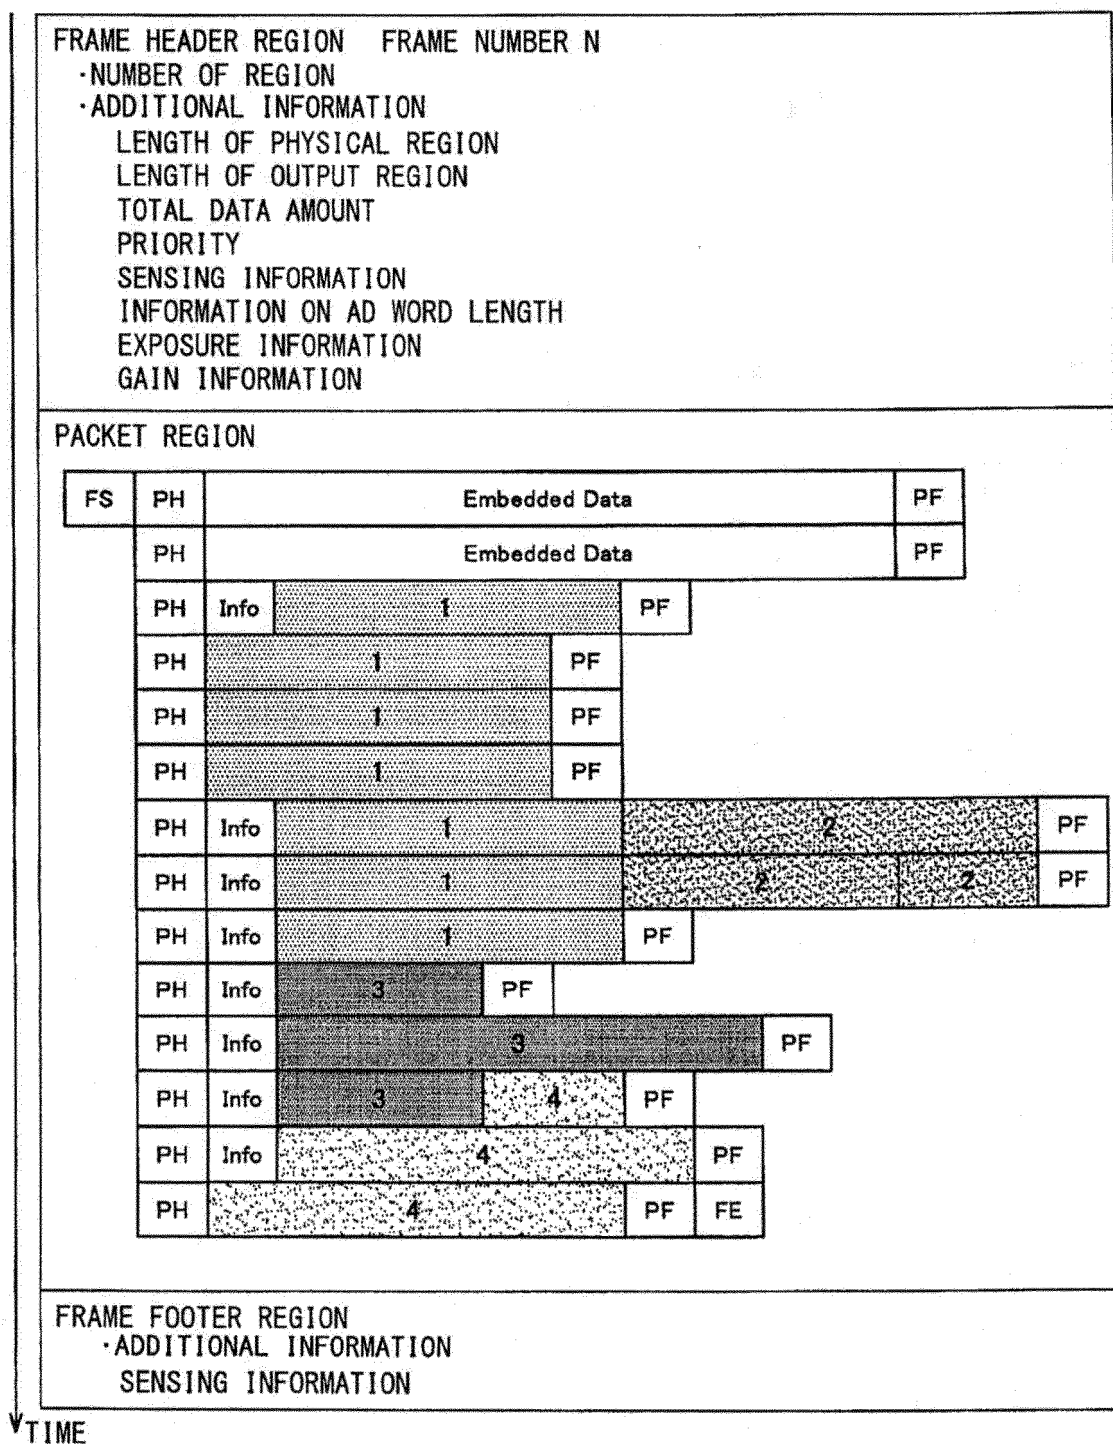 FRAME HEADER REGION FRAME NUMBER N
·NUMBER OF REGION
·ADDITIONAL INFORMATION
LENGTH OF PHYSICAL REGION
LENGTH OF OUTPUT REGION
TOTAL DATA AMOUNT
PRIORITY
SENSING INFORMATION
INFORMATION ON AD WORD LENGTH
EXPOSURE INFORMATION
GAIN INFORMATION
PACKET REGION
FS PH Embedded Data PF
PH Embedded Data PF
PH Info 1 PF
PH 1 PF
PH 1 PF
PH 1 PF
PH Info 1 2 PF
PH Info 1 2 2 PF
PH Info 1 PF
PH Info 3 PF
PH Info 3 PF
PH Info 3 4 PF
PH Info 4 PF
PH 4 PF FE
FRAME FOOTER REGION
·ADDITIONAL INFORMATION
SENSING INFORMATION
TIME